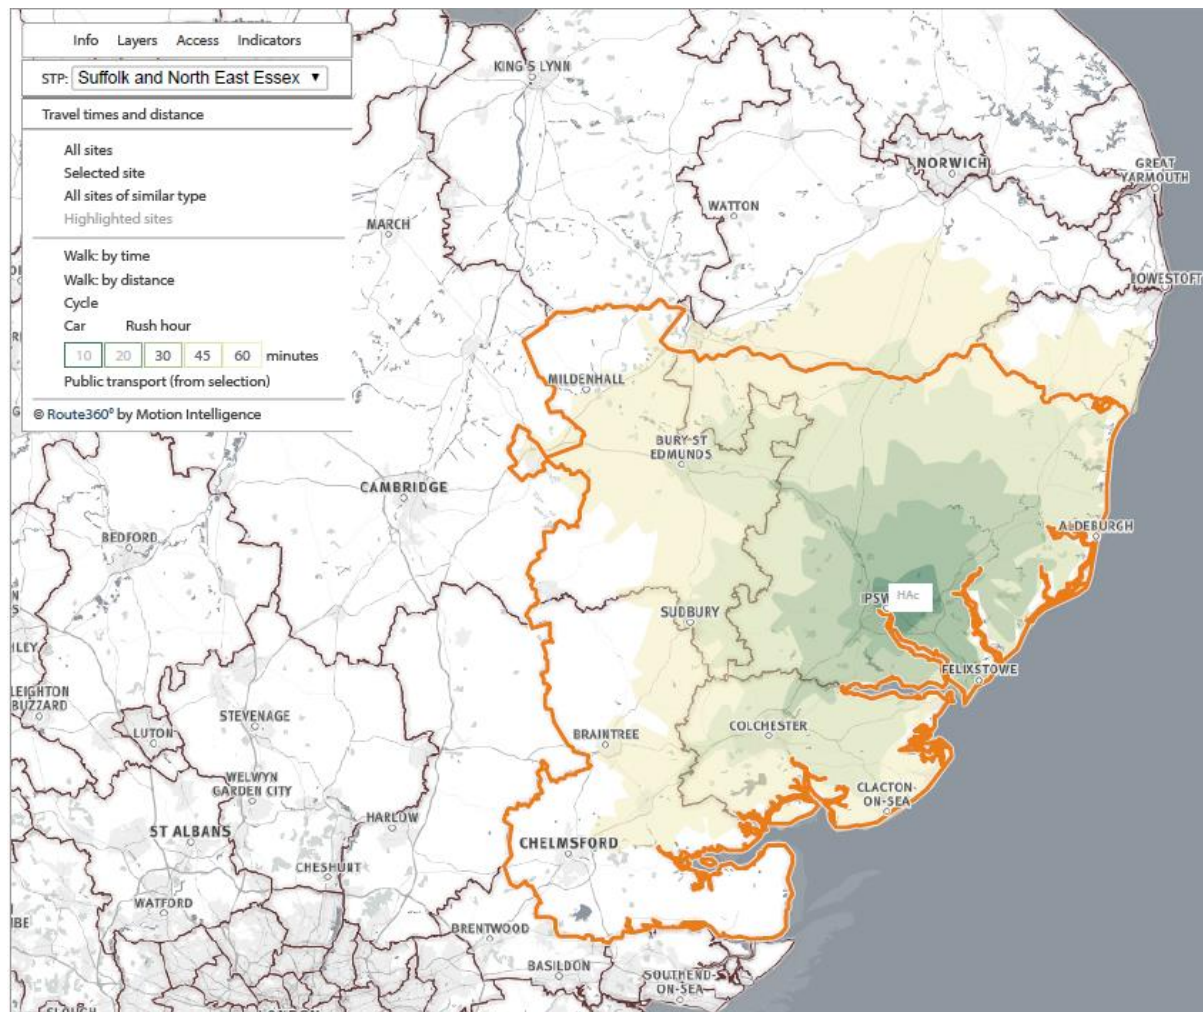 Info Layers Access Indicators
STP: Suffolk and North East Essex
Travel times and distance
All sites
Selected site
All sites of similar type
Highlighted sites
Walk: by time
Walk: by distance
Cycle
Car Rush hour
10 20 30 45 60 minutes
Public transport (from selection)
© Route360° by Motion Intelligence
KING'S LYNN
NORWICH
GREAT
YARMOUTH
WATTON
MARCH
LOWESTOFT
MILDENHALL
BURY ST
EDMUNDS
CAMBRIDGE
BEDFORD
ALDEBURGH
HAc
IPSW
SUDBURY
FELIXSTOWE
LEIGHTON
BUZZARD
STEVENAGE
LUTON
BRAINTREE
COLCHESTER
WELWYN
GARDEN CITY
CLACTON
-ON-SEA
HARLOW
ST ALBANS
CHELMSFORD
CHESHUNT
WATFORD
BRENTWOOD
BASILDON
SOUTHEND-
ON-SEA